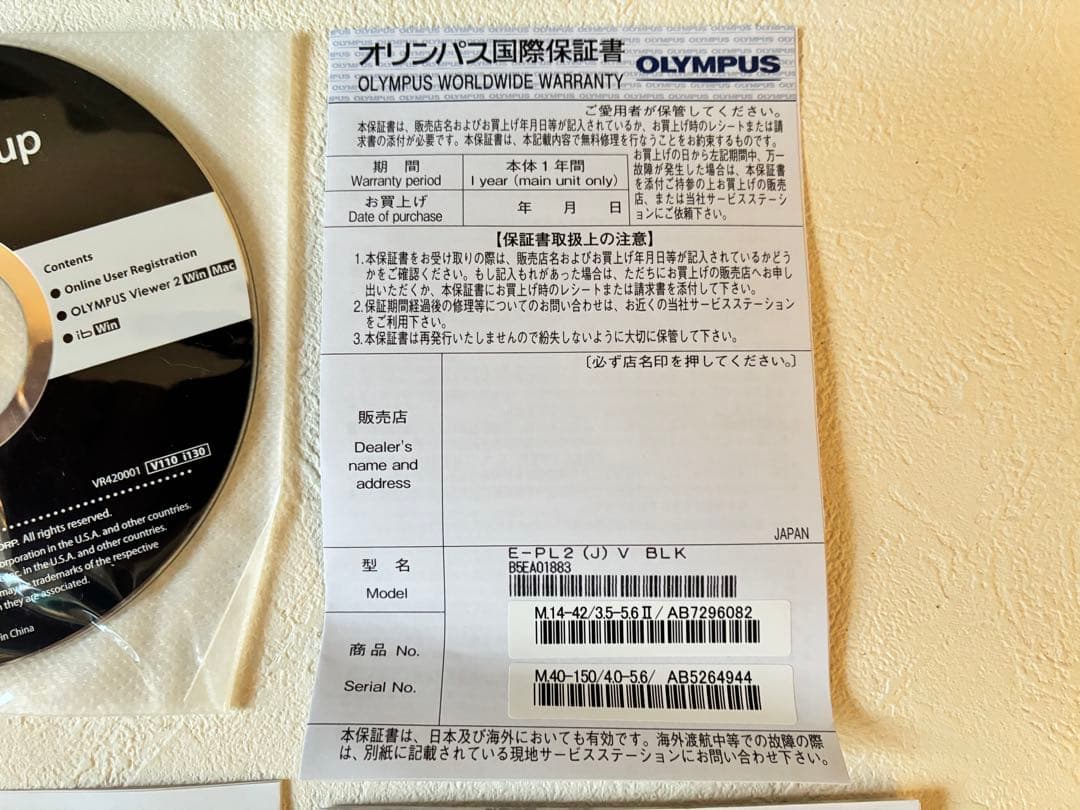 up
Contents
● Online User Registration
● OLYMPUS Viewer 2 Win Mac
● ib Win
VR420001 V110 i130
CORP. All rights reserved.
orporation in the U.S.A. and other countries.
in the U.S.A. and other countries.
may be trademarks of the respective
they are associated.
in China
オリンパス国際保証書
OLYMPUS
OLYMPUS WORLDWIDE WARRANTY
ご愛用者が保管してください。
本保証書は、販売店名およびお買上げ年月日等が記入されているか、お買上げ時のレシートまたは請
求書の添付が必要です。本保証書は、本記載内容で無料修理を行なうことをお約束するものです。
期 間
Warranty period
本体1年間
1 year (main unit only)
お買上げ
Date of purchase
年 月 日
お買上げの日から左記期間中、万一
故障が発生した場合は、本保証書
を添付ご持参の上お買上げの販売
店、または当社サービスステーシ
ョンにご依頼下さい。
【保証書取扱上の注意】
1.本保証書をお受け取りの際は、販売店名およびお買上げ年月日等が記入されているかどう
かをご確認ください。もし記入もれがあった場合は、ただちにお買上げの販売店へお申し
出いただくか、本保証書にお買上げ時のレシートまたは請求書を添付して下さい。
2.保証期間経過後の修理等についてのお問い合わせは、お近くの当社サービスステーション
をご利用下さい。
3.本保証書は再発行いたしませんので紛失しないように大切に保管して下さい。
〔必ず店名印を押してください。〕
販売店
Dealer's
name and
address
JAPAN
型 名
Model
E-PL2(J) V BLK
B5EA01883
M.14-42/3.5-5.6 II/ AB7296082
商品 No.
Serial No.
M.40-150/4.0-5.6/ AB5264944
本保証書は、日本及び海外においても有効です。海外渡航中等での故障の際
は、別紙に記載されている現地サービスステーションにお問い合わせ下さい。